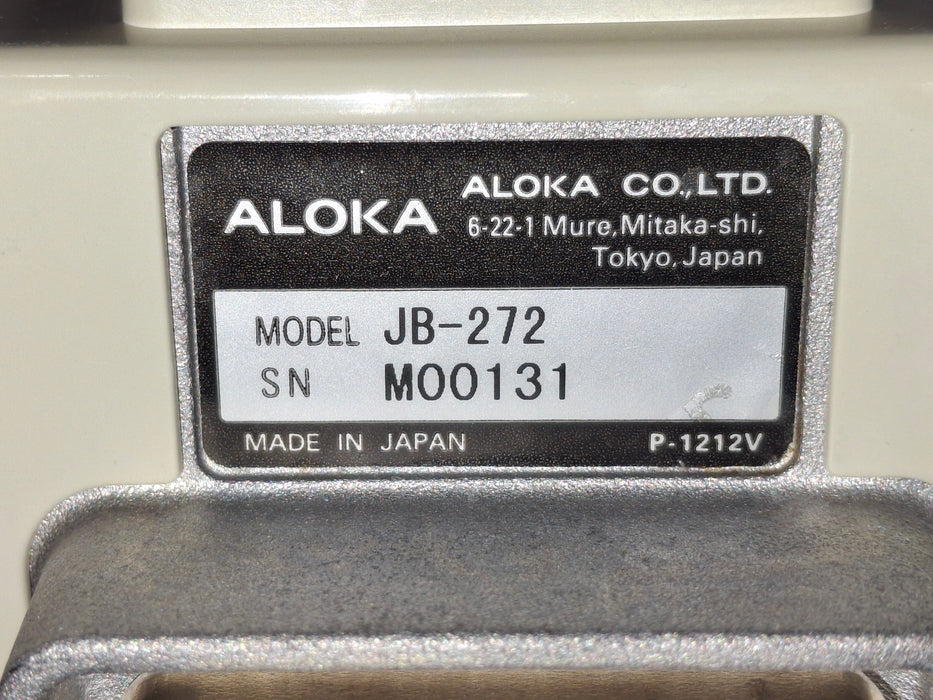 ALOKA
ALOKA CO.,LTD.
6-22-1 Mure,Mitaka-shi,
Tokyo,Japan
MODEL JB-272
SN M00131
MADE IN JAPAN P-1212V